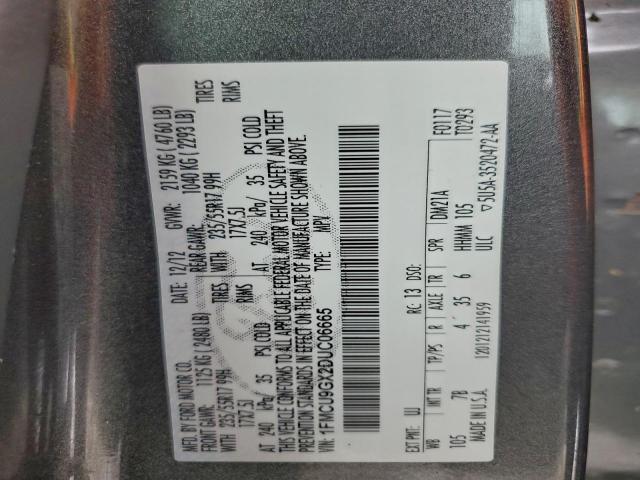 MFD. BY FORD MOTOR CO.
DATE: 12/12 GVWR: 2159 KG ( 4760 LB)
FRONT GAWR: 1125 KG ( 2480 LB) REAR GAWR: 1040 KG ( 2293 LB)
WITH 235/55R17 99H TIRES WITH 235/55R17 99H TIRES
17X7.5J RIMS 17X7.5J RIMS
AT 240 kPa/ 35 PSI COLD AT 240 kPa/ 35 PSI COLD
THIS VEHICLE CONFORMS TO ALL APPLICABLE FEDERAL MOTOR VEHICLE SAFETY AND THEFT
PREVENTION STANDARDS IN EFFECT ON THE DATE OF MANUFACTURE SHOWN ABOVE.
VIN: 1FMCU9GX2DUC06665 TYPE: MPV
F0117
T0293
EXT PNT: UJ RC: 13 DSO:
WB INT TR TP/PS R AXLE TR SPR DM21A
105 7B 4 35 6 HHMM 105
MADE IN U.S.A. 12D1212141959 ULC ▽5U5A-3520472-AA